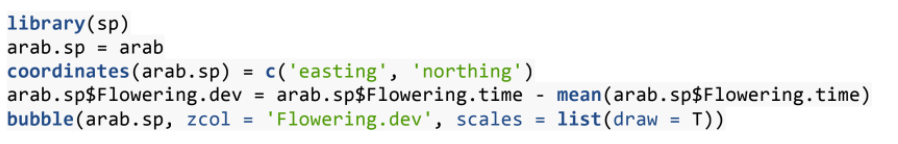 library(sp)
arab.sp = arab
coordinates(arab.sp) = c('easting', 'northing')
arab.sp$Flowering.dev = arab.sp$Flowering.time - mean(arab.sp$Flowering.time)
bubble(arab.sp, zcol = 'Flowering.dev', scales = list(draw = T))